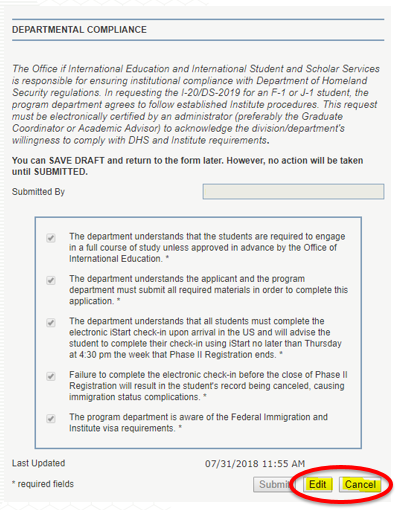 DEPARTMENTAL COMPLIANCE
The Office if International Education and International Student and Scholar Services
is responsible for ensuring institutional compliance with Department of Homeland
Security regulations. In requesting the I-20/DS-2019 for an F-1 or J-1 student, the
program department agrees to follow established Institute procedures. This request
must be electronically certified by an administrator (preferably the Graduate
Coordinator or Academic Advisor) to acknowledge the division/department's
willingness to comply with DHS and Institute requirements.
You can SAVE DRAFT and return to the form later. However, no action will be taken
until SUBMITTED.
Submitted By
The department understands that the students are required to engage
in a full course of study unless approved in advance by the Office of
International Education. *
The department understands the applicant and the program
department must submit all required materials in order to complete this
application. *
The department understands that all students must complete the
electronic iStart check-in upon arrival in the US and will advise the
student to complete their check-in using iStart no later than Thursday
at 4:30 pm the week that Phase II Registration ends. *
Failure to complete the electronic check-in before the close of Phase II
Registration will result in the student's record being canceled, causing
immigration status complications. *
The program department is aware of the Federal Immigration and
Institute visa requirements. *
Last Updated 07/31/2018 11:55 AM
* required fields Submit Edit Cancel